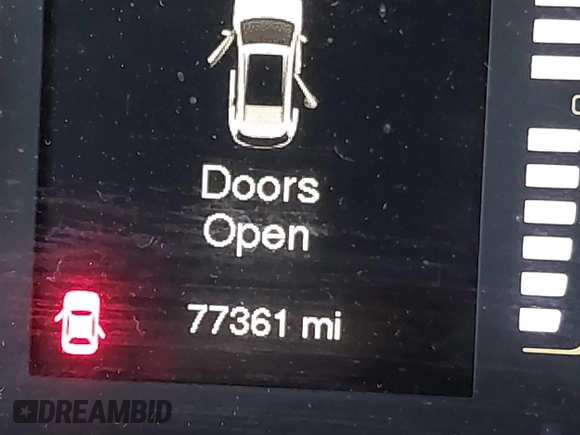 Doors
Open
77361 mi
DREAMBID